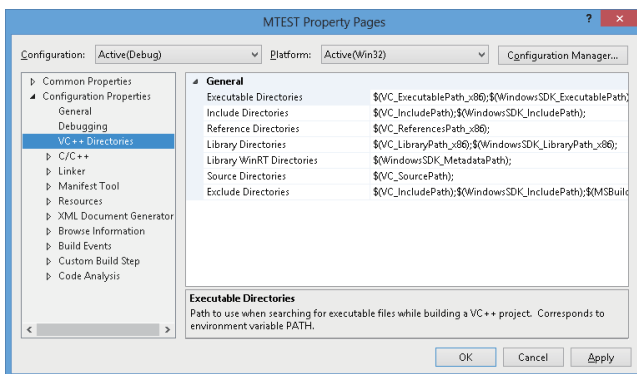 MTEST Property Pages
? ×
Configuration: Active(Debug) Platform: Active(Win32) Configuration Manager...
Common Properties
Configuration Properties
General
Debugging
VC++ Directories
C/C++
Linker
Manifest Tool
Resources
XML Document Generator
Browse Information
Build Events
Custom Build Step
Code Analysis
General
Executable Directories $(VC_ExecutablePath_x86);$(WindowsSDK_ExecutablePath)
Include Directories $(VC_IncludePath);$(WindowsSDK_IncludePath);
Reference Directories $(VC_ReferencesPath_x86);
Library Directories $(VC_LibraryPath_x86);$(WindowsSDK_LibraryPath_x86);
Library WinRT Directories $(WindowsSDK_MetadataPath);
Source Directories $(VC_SourcePath);
Exclude Directories $(VC_IncludePath);$(WindowsSDK_IncludePath);$(MSBuild
Executable Directories
Path to use when searching for executable files while building a VC++ project. Corresponds to
environment variable PATH.
OK Cancel Apply